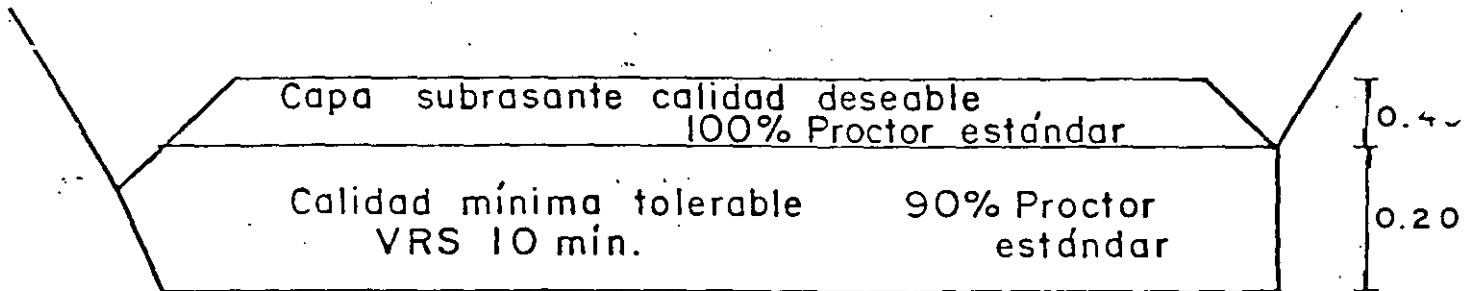 Capa subrasante calidad deseable
100% Proctor estándar
Calidad mínima tolerable 90% Proctor
VRS 10 mín. estándar
0.20